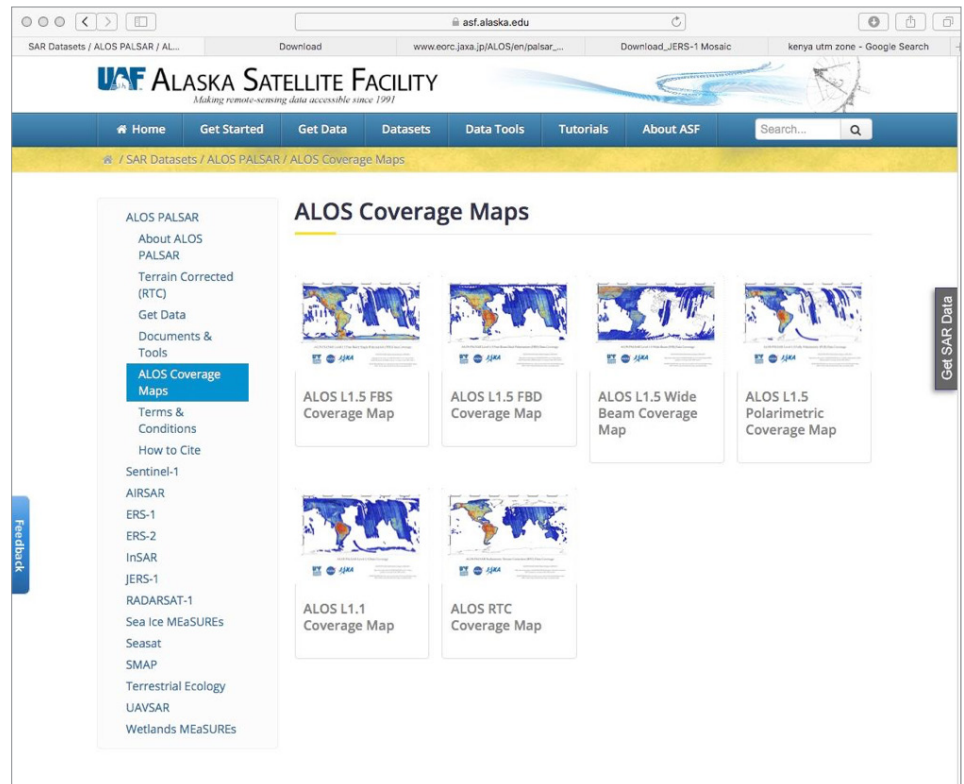 asf.alaska.edu
SAR Datasets / ALOS PALSAR / AL...
Download
www.eorc.jaxa.jp/ALOS/en/palsar_...
Download_JERS-1 Mosaic
kenya utm zone - Google Search
UAF ALASKA SATELLITE FACILITY
Making remote-sensing data accessible since 1991
Home Get Started Get Data Datasets Data Tools Tutorials About ASF Search...
/ SAR Datasets / ALOS PALSAR / ALOS Coverage Maps
ALOS PALSAR
About ALOS
PALSAR
Terrain Corrected
(RTC)
Get Data
Documents &
Tools
ALOS Coverage
Maps
Terms &
Conditions
How to Cite
Sentinel-1
AIRSAR
ERS-1
ERS-2
InSAR
JERS-1
RADARSAT-1
Sea Ice MEaSUREs
Seasat
SMAP
Terrestrial Ecology
UAVSAR
Wetlands MEaSUREs
ALOS Coverage Maps
ALOS L1.5 FBS
Coverage Map
ALOS L1.5 FBD
Coverage Map
ALOS L1.5 Wide
Beam Coverage
Map
ALOS L1.5
Polarimetric
Coverage Map
ALOS L1.1
Coverage Map
ALOS RTC
Coverage Map
Get SAR Data
Feedback